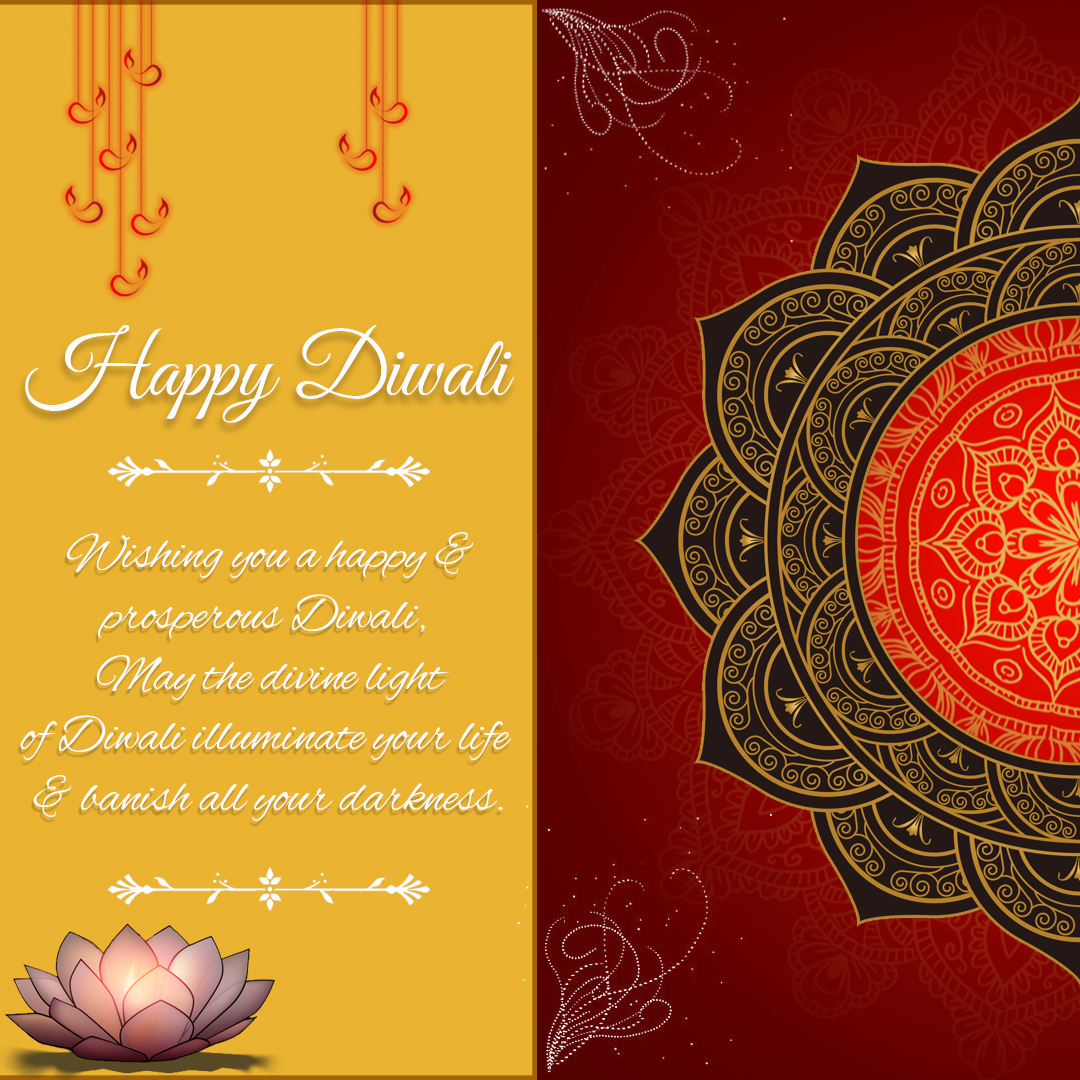 Happy Diwali
Wishing you a happy &
prosperous Diwali,
May the divine light
of Diwali illuminate your life
& banish all your darkness.